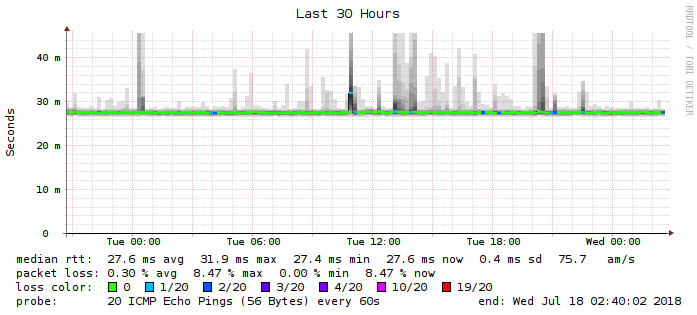 Last 30 Hours
RRDTOOL / TOBI OETIKER
Seconds
40 m
30 m
20 m
10 m
0
Tue 00:00 Tue 06:00 Tue 12:00 Tue 18:00 Wed 00:00
median rtt: 27.6 ms avg 31.9 ms max 27.4 ms min 27.6 ms now 0.4 ms sd 75.7 am/s
packet loss: 0.30 % avg 8.47 % max 0.00 % min 8.47 % now
loss color: 0 1/20 2/20 3/20 4/20 10/20 19/20
probe: 20 ICMP Echo Pings (56 Bytes) every 60s end: Wed Jul 18 02:40:02 2018